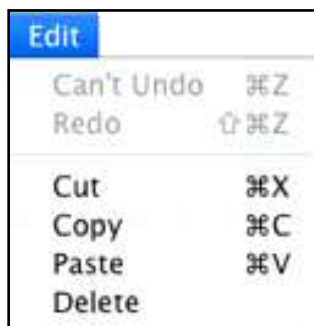 Edit
Can't Undo ⌘Z
Redo ⇧⌘Z
Cut ⌘X
Copy ⌘C
Paste ⌘V
Delete